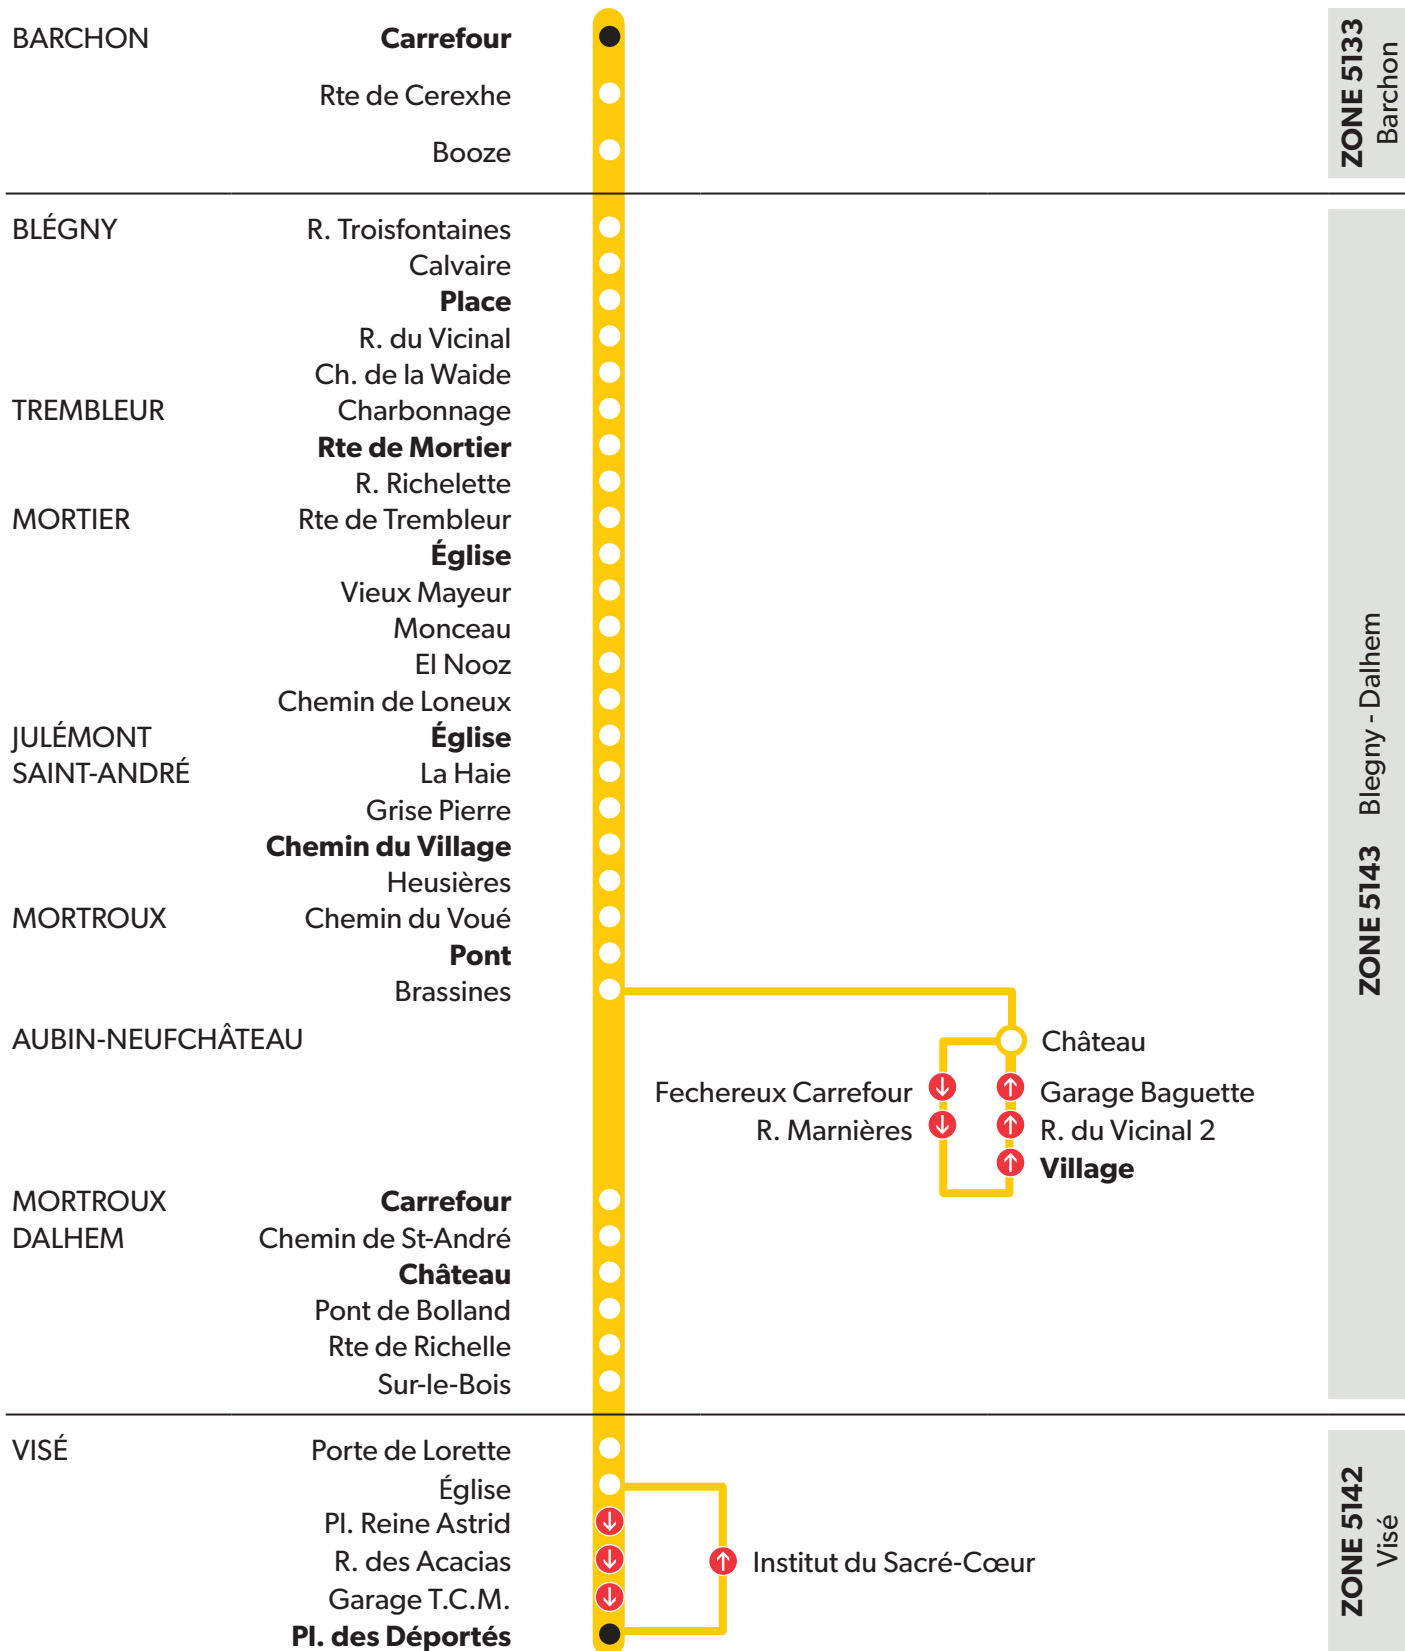 BARCHON Carrefour
Rte de Cerexhe
Booze
ZONE 5133
Barchon
BLÉGNY R. Troisfontaines
Calvaire
Place
R. du Vicinal
Ch. de la Waide
TREMBLEUR Charbonnage
Rte de Mortier
R. Richelette
MORTIER Rte de Trembleur
Église
Vieux Mayeur
Monceau
El Nooz
Chemin de Loneux
JULÉMONT Église
SAINT-ANDRÉ La Haie
Grise Pierre
Chemin du Village
Heusières
MORTROUX Chemin du Voué
Pont
Brassines
AUBIN-NEUFCHÂTEAU Château
Fechereux Carrefour Garage Baguette
R. Marnières R. du Vicinal 2
Village
MORTROUX Carrefour
DALHEM Chemin de St-André
Château
Pont de Bolland
Rte de Richelle
Sur-le-Bois
ZONE 5143 Blegny - Dalhem
VISÉ Porte de Lorette
Église
Pl. Reine Astrid
R. des Acacias Institut du Sacré-Cœur
Garage T.C.M.
Pl. des Déportés
ZONE 5142
Visé